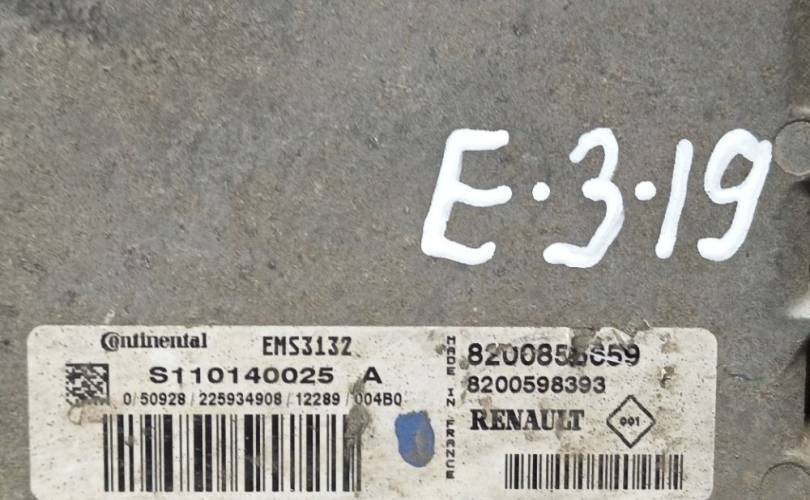 E.3.19
Continental EMS3132
S110140025 A
0/50928/225934908/12289/004B0
MADE IN FRANCE
8200598393
RENAULT
001